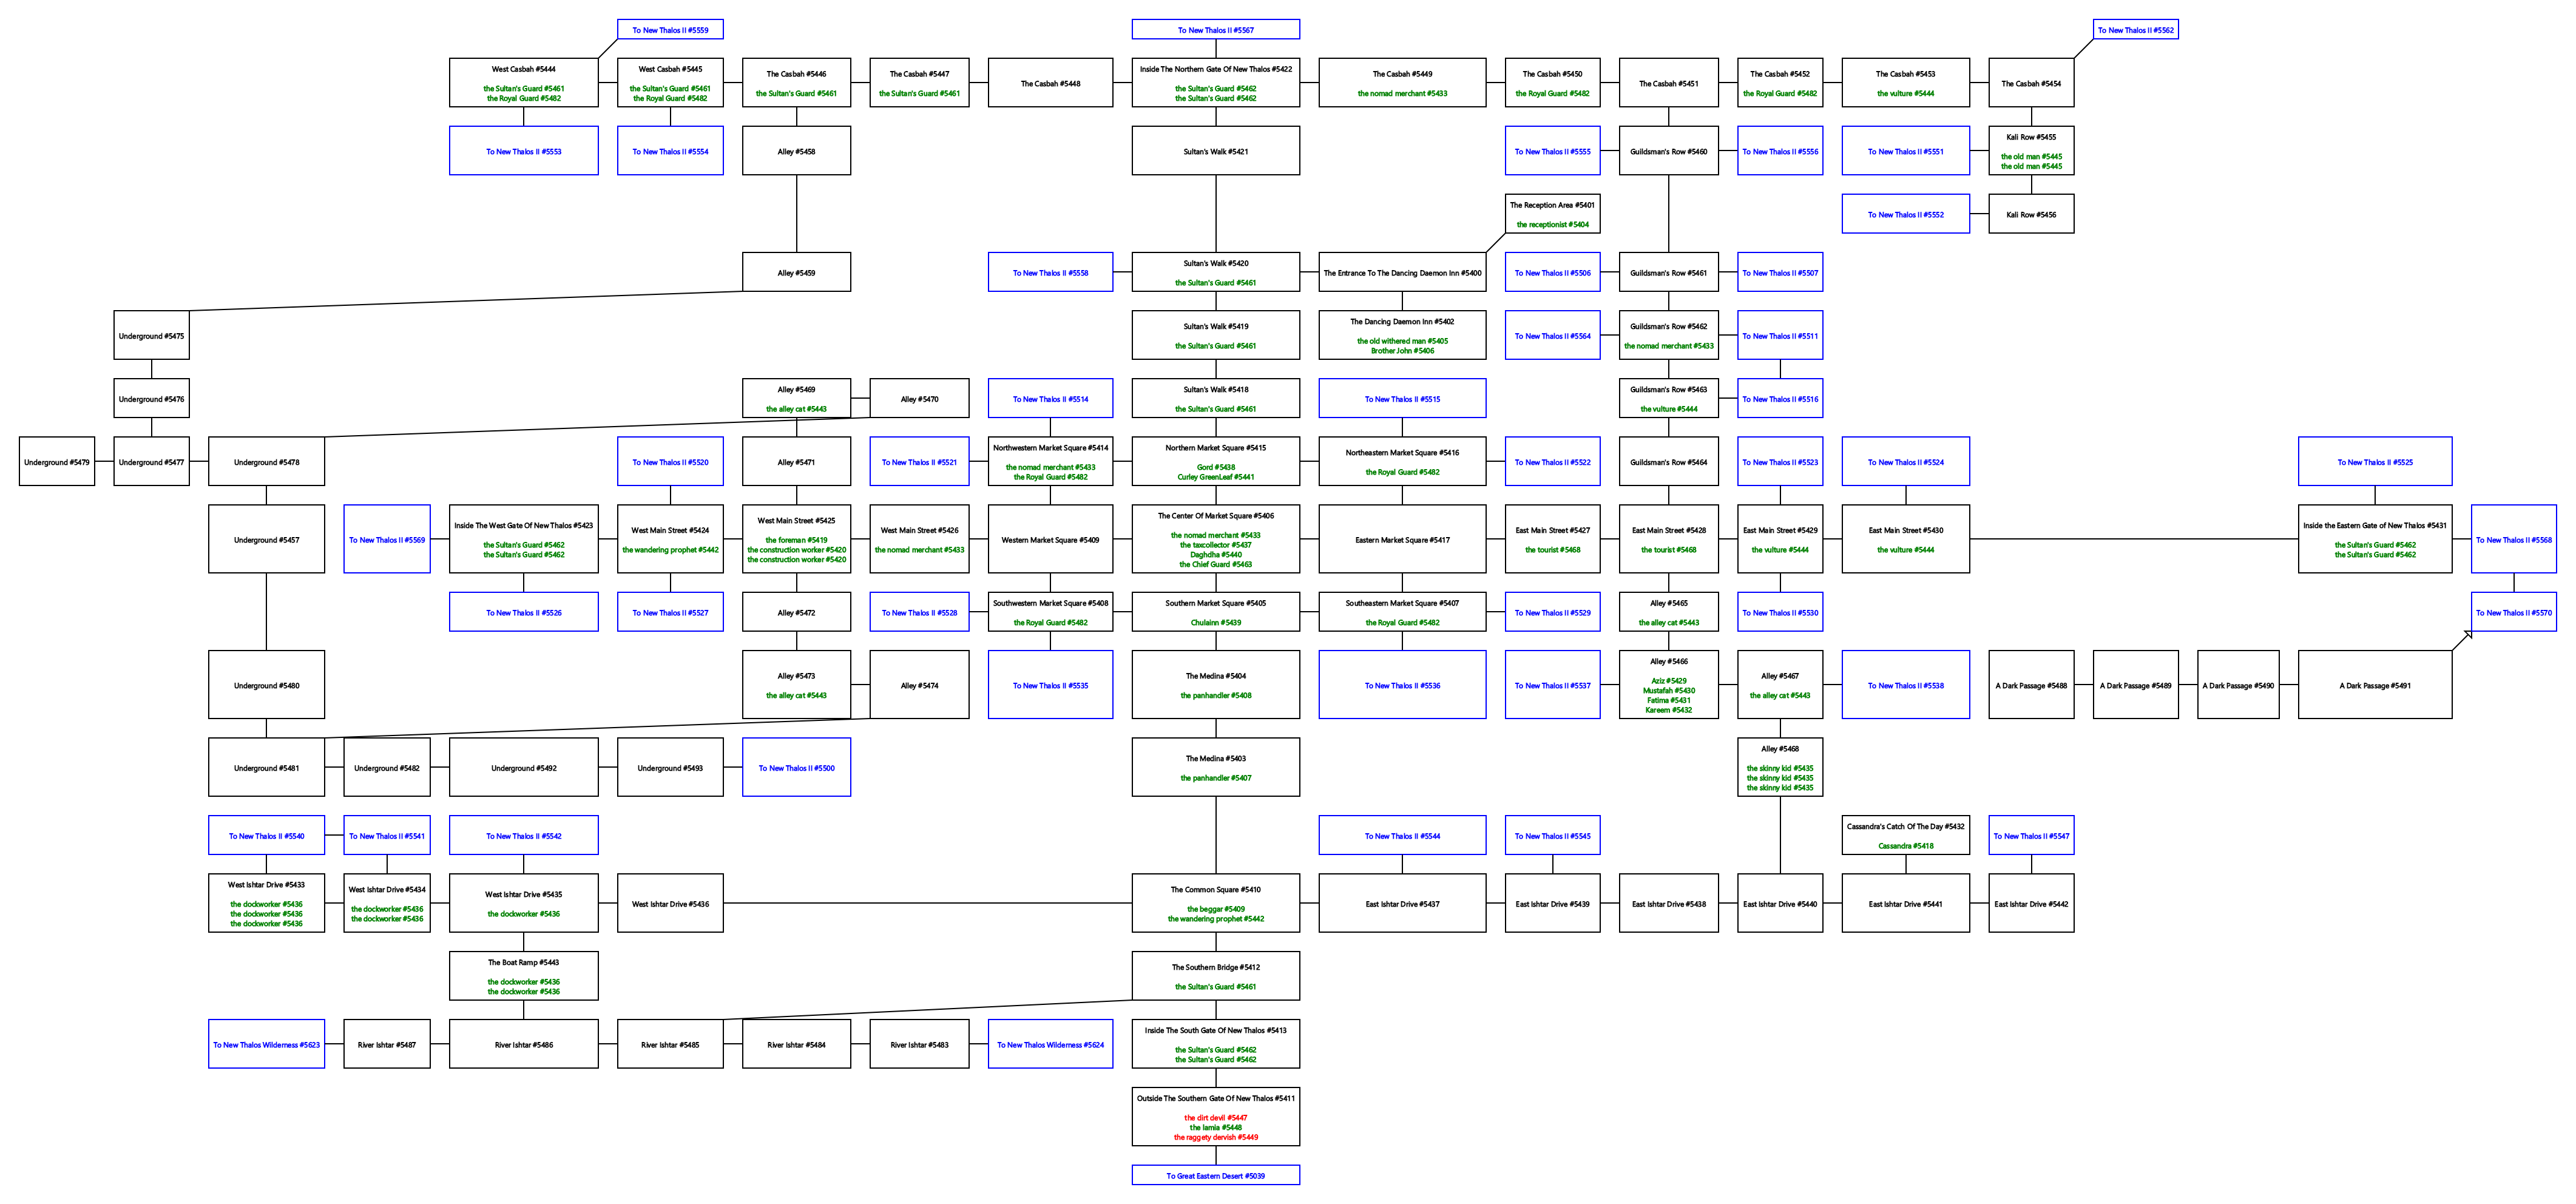 To New Thalos II #5559
To New Thalos II #5567
To New Thalos II #5562
West Casbah #5444
the Sultan's Guard #5461
the Royal Guard #5482
West Casbah #5445
the Sultan's Guard #5461
the Royal Guard #5482
The Casbah #5446
the Sultan's Guard #5461
The Casbah #5447
the Sultan's Guard #5461
The Casbah #5448
Inside The Northern Gate Of New Thalos #5422
the Sultan's Guard #5462
the Sultan's Guard #5462
The Casbah #5449
the nomad merchant #5433
The Casbah #5450
the Royal Guard #5482
The Casbah #5451
The Casbah #5452
the Royal Guard #5482
The Casbah #5453
the vulture #5444
The Casbah #5454
To New Thalos II #5553
To New Thalos II #5554
Alley #5458
Sultan's Walk #5421
To New Thalos II #5555
Guildsman's Row #5460
To New Thalos II #5556
To New Thalos II #5551
Kali Row #5455
the old man #5445
the old man #5445
The Reception Area #5401
the receptionist #5404
To New Thalos II #5552
Kali Row #5456
Alley #5459
To New Thalos II #5558
Sultan's Walk #5420
the Sultan's Guard #5461
The Entrance To The Dancing Daemon Inn #5400
To New Thalos II #5506
Guildsman's Row #5461
To New Thalos II #5507
Underground #5475
Sultan's Walk #5419
the Sultan's Guard #5461
The Dancing Daemon Inn #5402
the old withered man #5405
Brother John #5406
To New Thalos II #5564
Guildsman's Row #5462
the nomad merchant #5433
To New Thalos II #5511
Underground #5476
Alley #5469
the alley cat #5443
Alley #5470
To New Thalos II #5514
Sultan's Walk #5418
the Sultan's Guard #5461
To New Thalos II #5515
Guildsman's Row #5463
the vulture #5444
To New Thalos II #5516
Underground #5479
Underground #5477
Underground #5478
To New Thalos II #5520
Alley #5471
To New Thalos II #5521
Northwestern Market Square #5414
the nomad merchant #5433
the Royal Guard #5482
Northern Market Square #5415
Gord #5438
Curley GreenLeaf #5441
Northeastern Market Square #5416
the Royal Guard #5482
To New Thalos II #5522
Guildsman's Row #5464
To New Thalos II #5523
To New Thalos II #5524
To New Thalos II #5525
Underground #5457
To New Thalos II #5569
Inside The West Gate Of New Thalos #5423
the Sultan's Guard #5462
the Sultan's Guard #5462
West Main Street #5424
the wandering prophet #5442
West Main Street #5425
the foreman #5419
the construction worker #5420
the construction worker #5420
West Main Street #5426
the nomad merchant #5433
Western Market Square #5409
The Center Of Market Square #5406
the nomad merchant #5433
the taxcollector #5437
Daghdha #5440
the Chief Guard #5463
Eastern Market Square #5417
East Main Street #5427
the tourist #5468
East Main Street #5428
the tourist #5468
East Main Street #5429
the vulture #5444
East Main Street #5430
the vulture #5444
Inside the Eastern Gate of New Thalos #5431
the Sultan's Guard #5462
the Sultan's Guard #5462
To New Thalos II #5568
To New Thalos II #5526
To New Thalos II #5527
Alley #5472
To New Thalos II #5528
Southwestern Market Square #5408
the Royal Guard #5482
Southern Market Square #5405
Chulainn #5439
Southeastern Market Square #5407
the Royal Guard #5482
To New Thalos II #5529
Alley #5465
the alley cat #5443
To New Thalos II #5530
To New Thalos II #5570
Underground #5480
Alley #5473
the alley cat #5443
Alley #5474
To New Thalos II #5535
The Medina #5404
the panhandler #5408
To New Thalos II #5536
To New Thalos II #5537
Alley #5466
Aziz #5429
Mustafah #5430
Fatima #5431
Kareem #5432
Alley #5467
the alley cat #5443
To New Thalos II #5538
A Dark Passage #5488
A Dark Passage #5489
A Dark Passage #5490
A Dark Passage #5491
Underground #5481
Underground #5482
Underground #5492
Underground #5493
To New Thalos II #5500
The Medina #5403
the panhandler #5407
Alley #5468
the skinny kid #5435
the skinny kid #5435
the skinny kid #5435
To New Thalos II #5540
To New Thalos II #5541
To New Thalos II #5542
To New Thalos II #5544
To New Thalos II #5545
Cassandra's Catch Of The Day #5432
Cassandra #5418
To New Thalos II #5547
West Ishtar Drive #5433
the dockworker #5436
the dockworker #5436
the dockworker #5436
West Ishtar Drive #5434
the dockworker #5436
the dockworker #5436
West Ishtar Drive #5435
the dockworker #5436
West Ishtar Drive #5436
The Common Square #5410
the beggar #5409
the wandering prophet #5442
East Ishtar Drive #5437
East Ishtar Drive #5439
East Ishtar Drive #5438
East Ishtar Drive #5440
East Ishtar Drive #5441
East Ishtar Drive #5442
The Boat Ramp #5443
the dockworker #5436
the dockworker #5436
The Southern Bridge #5412
the Sultan's Guard #5461
To New Thalos Wilderness #5623
River Ishtar #5487
River Ishtar #5486
River Ishtar #5485
River Ishtar #5484
River Ishtar #5483
To New Thalos Wilderness #5624
Inside The South Gate Of New Thalos #5413
the Sultan's Guard #5462
the Sultan's Guard #5462
Outside The Southern Gate Of New Thalos #5411
the dirt devil #5447
the lamia #5448
the raggety dervish #5449
To Great Eastern Desert #5039